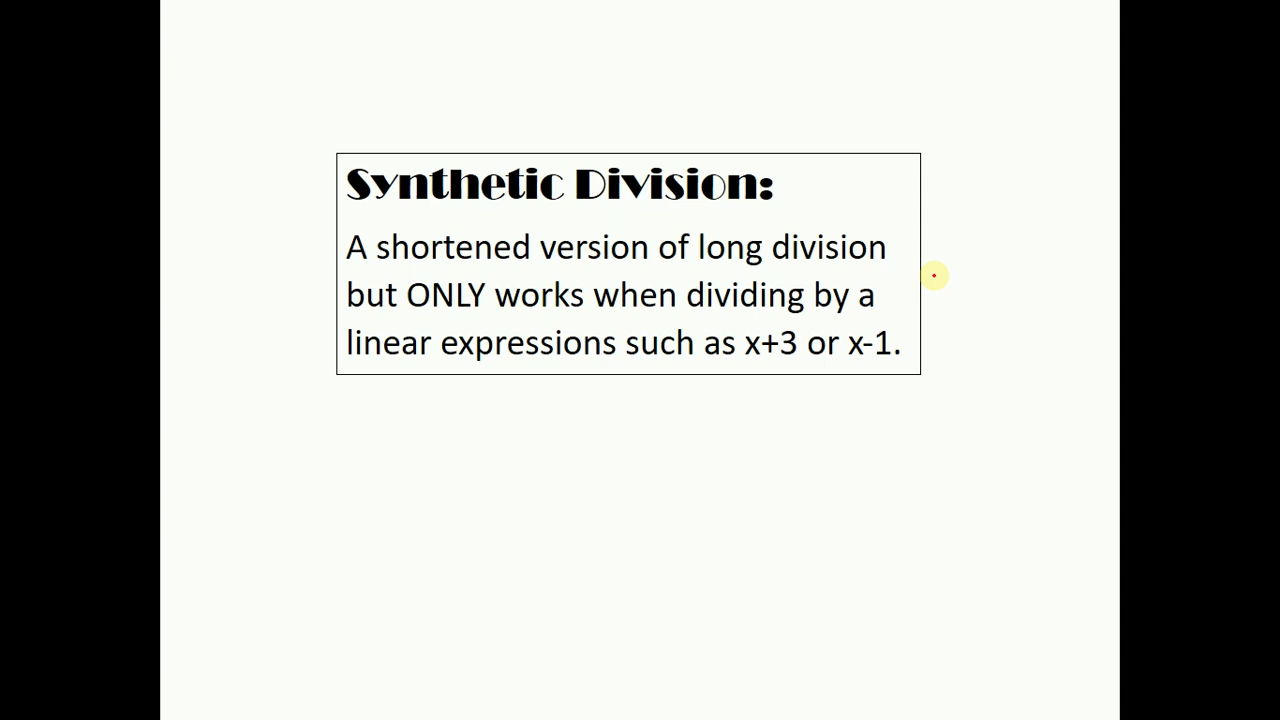 Synthetic Division:
A shortened version of long division
but ONLY works when dividing by a
linear expressions such as x+3 or x-1.